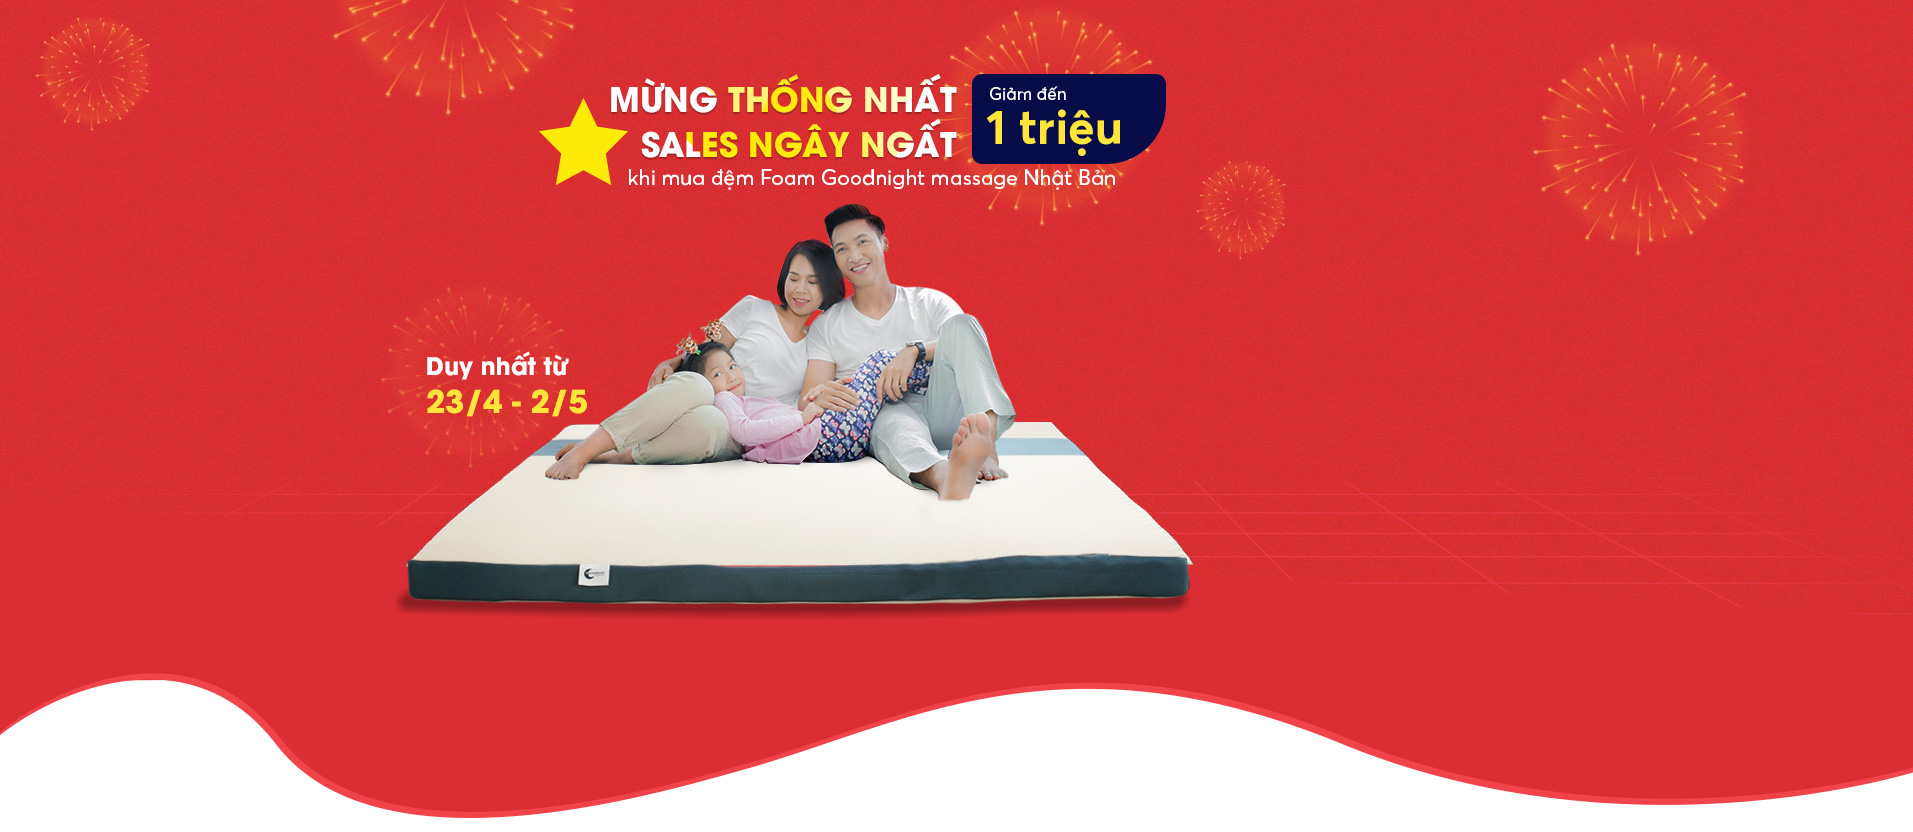 MỪNG THỐNG NHẤT
SALES NGÂY NGẤT
Giảm đến
1 triệu
khi mua đệm Foam Goodnight massage Nhật Bản
Duy nhất từ
23/4 - 2/5